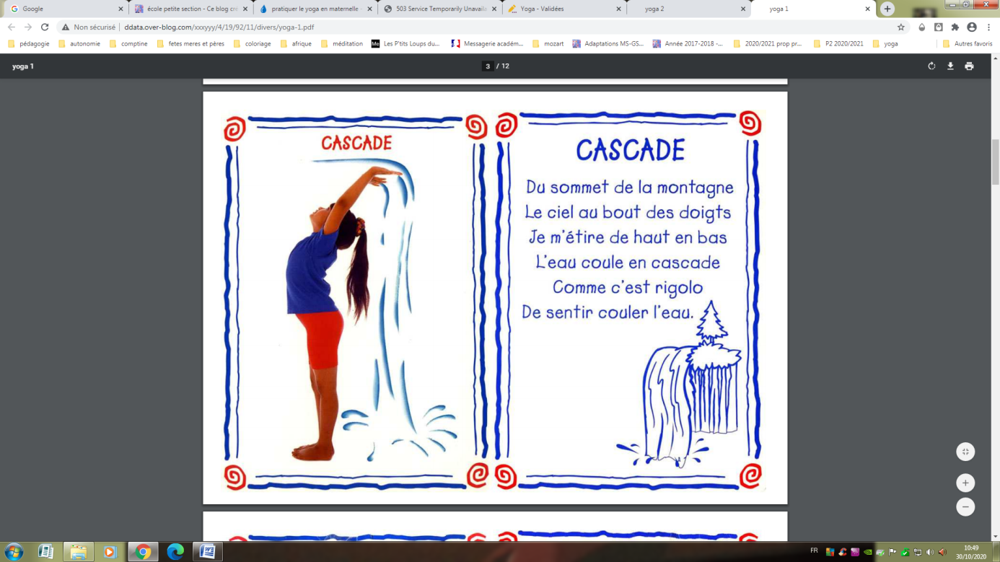 Google
école petite section - Ce blog cré
pratiquer le yoga en maternelle -
503 Service Temporarily Unavaila
Yoga - Validées
yoga 2
yoga 1
Non sécurisé
ddata.over-blog.com/xxxyyy/4/19/92/11/divers/yoga-1.pdf
pédagogie
autonomie
comptine
fetes meres et pères
coloriage
afrique
méditation
Me
Les P'tits Loups du...
Messagerie académ...
mozart
Adaptations MS-GS...
Année 2017-2018 -...
2020/2021 prop pr...
P2 2020/2021
yoga
Autres favoris
yoga 1
3 / 12
CASCADE
CASCADE
Du sommet de la montagne
Le ciel au bout des doigts
Je m'étire de haut en bas
L'eau coule en cascade
Comme c'est rigolo
De sentir couler l'eau.
FR
10:49
30/10/2020